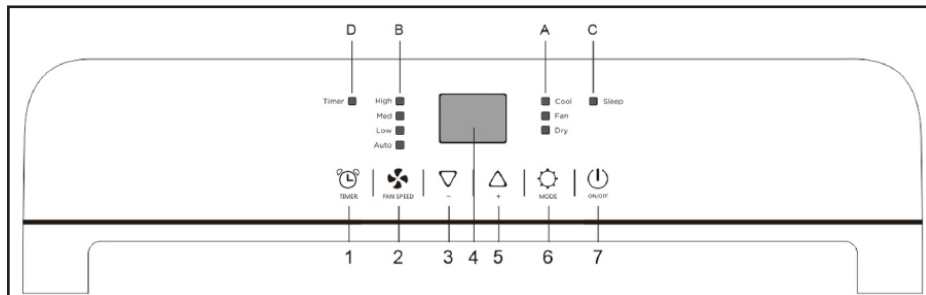 D B A C
Timer High Cool Sleep
Med Fan
Low Dry
Auto
TIMER FAN SPEED - + MODE ON/OFF
1 2 3 4 5 6 7